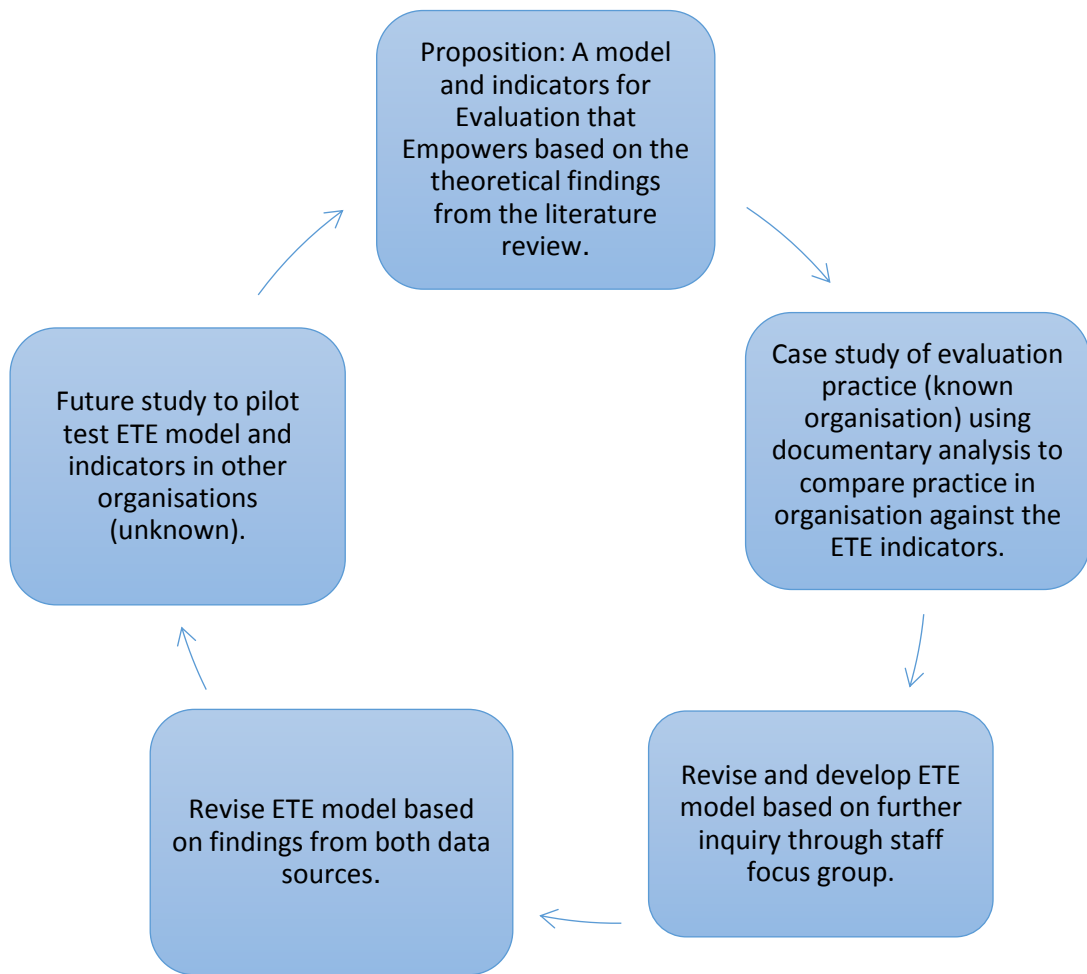 Proposition: A model
and indicators for
Evaluation that
Empowers based on the
theoretical findings
from the literature
review.
Case study of evaluation
practice (known
organisation) using
documentary analysis to
compare practice in
organisation against the
ETE indicators.
Revise and develop ETE
model based on further
inquiry through staff
focus group.
Revise ETE model based
on findings from both data
sources.
Future study to pilot
test ETE model and
indicators in other
organisations
(unknown).